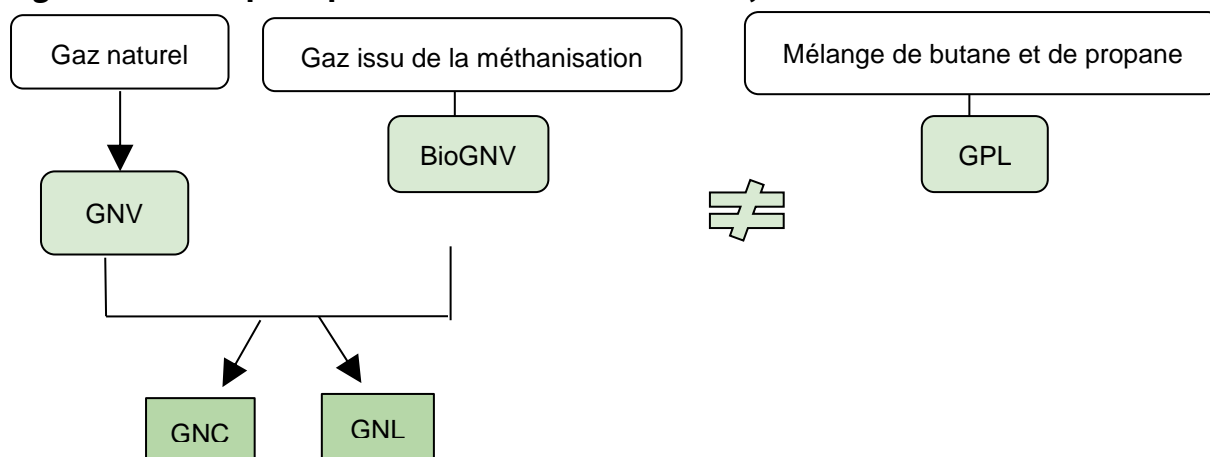 Gaz naturel
Gaz issu de la méthanisation
Mélange de butane et de propane
BioGNV
GPL
GNV
≠
GNC
GNL